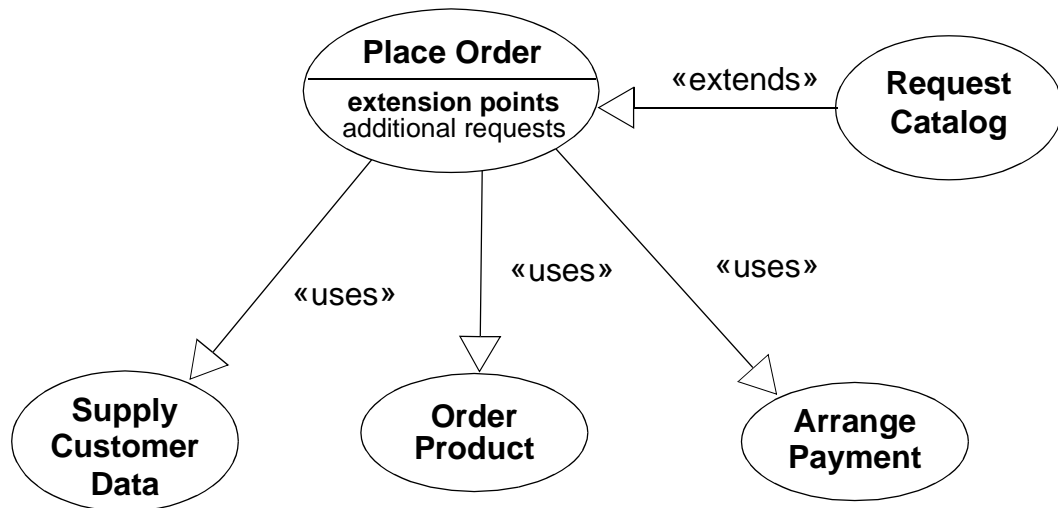 Place Order
extension points
additional requests
«extends»
Request
Catalog
«uses»
«uses»
«uses»
Supply
Customer
Data
Order
Product
Arrange
Payment